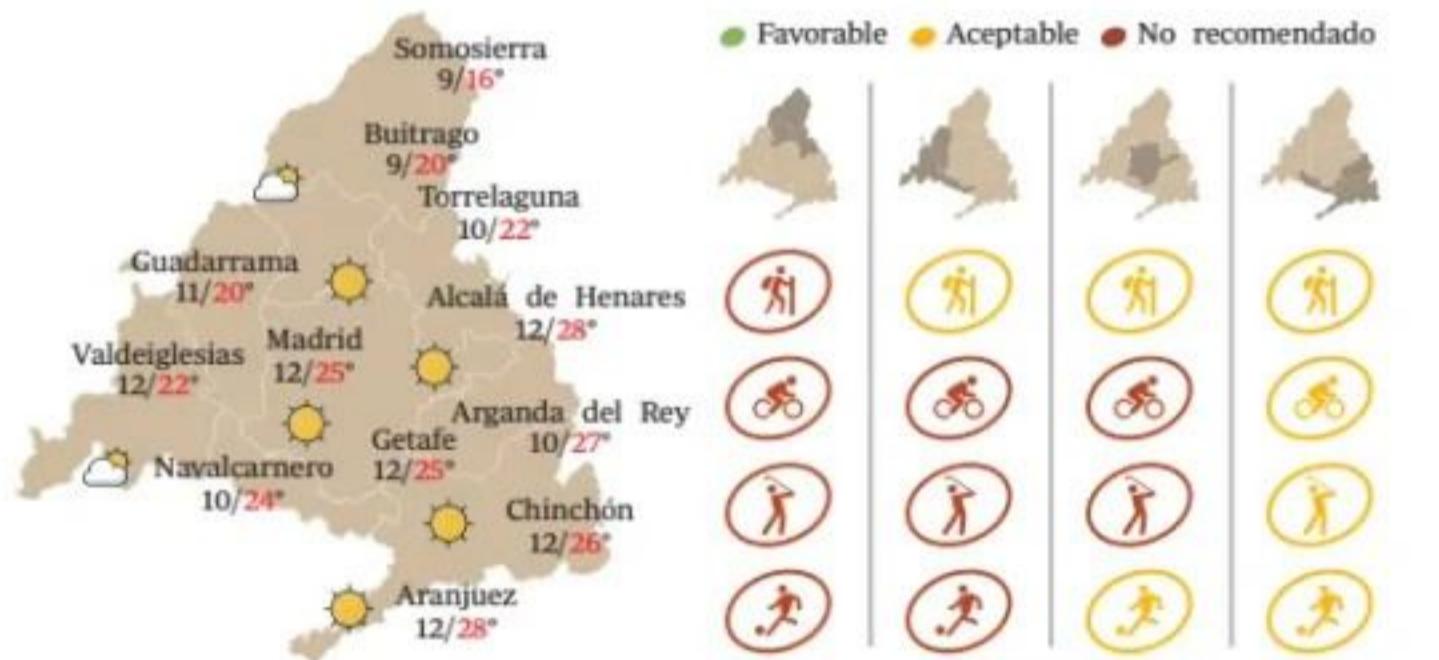 Favorable Aceptable No recomendado
Somosierra
9/16°
Buitrago
9/20°
Torrelaguna
10/22°
Guadarrama
11/20°
Alcalá de Henares
12/28°
Madrid
12/25°
Valdeiglesias
12/22°
Arganda del Rey
10/27°
Getafe
12/25°
Navalcarnero
10/24°
Chinchón
12/26°
Aranjuez
12/28°